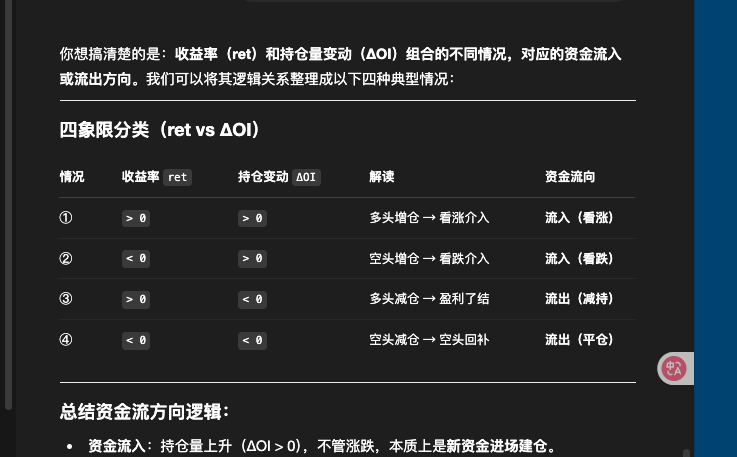 你想搞清楚的是：收益率（ret）和持仓量变动（ΔOI）组合的不同情况，对应的资金流入
或流出方向。我们可以将其逻辑关系整理成以下四种典型情况：
四象限分类（ret vs ΔOI）
情况 收益率 ret 持仓变动 ΔOI 解读 资金流向
① > 0 > 0 多头增仓 → 看涨介入 流入（看涨）
② < 0 > 0 空头增仓 → 看跌介入 流入（看跌）
③ > 0 < 0 多头减仓 → 盈利了结 流出（减持）
④ < 0 < 0 空头减仓 → 空头回补 流出（平仓）
总结资金流方向逻辑：
• 资金流入：持仓量上升（ΔOI > 0），不管涨跌，本质上是新资金进场建仓。